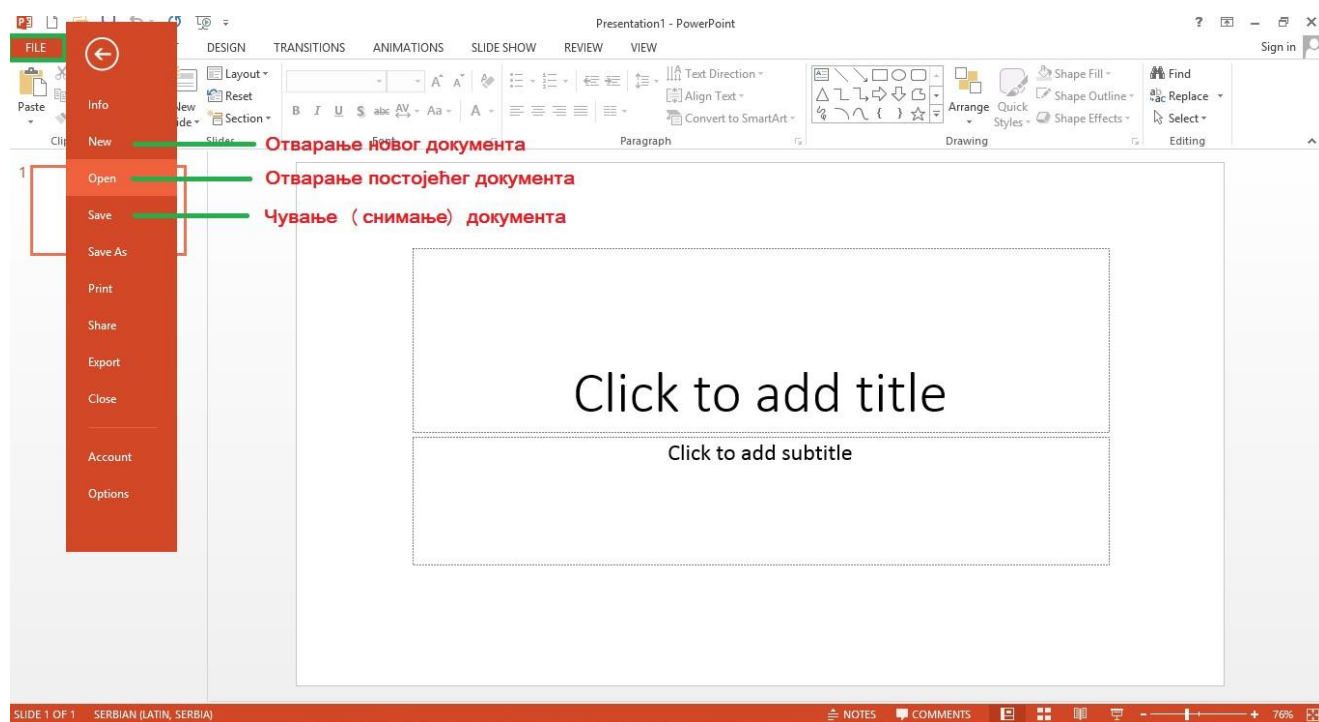 Presentation1 - PowerPoint
FILE DESIGN TRANSITIONS ANIMATIONS SLIDE SHOW REVIEW VIEW Sign in
Paste
Layout
Reset
Section
B I U S abc AV Aa A
Text Direction
Align Text
Convert to SmartArt
Arrange
Quick Styles
Shape Fill
Shape Outline
Shape Effects
Find
Replace
Select
Paragraph Drawing Editing
Info
New Отварање новог документа
Open Отварање постојећег документа
Save Чување ( снимање) документа
Save As
Print
Share
Export
Close
Account
Options
1
Click to add title
Click to add subtitle
SLIDE 1 OF 1 SERBIAN (LATIN, SERBIA) NOTES COMMENTS 76%